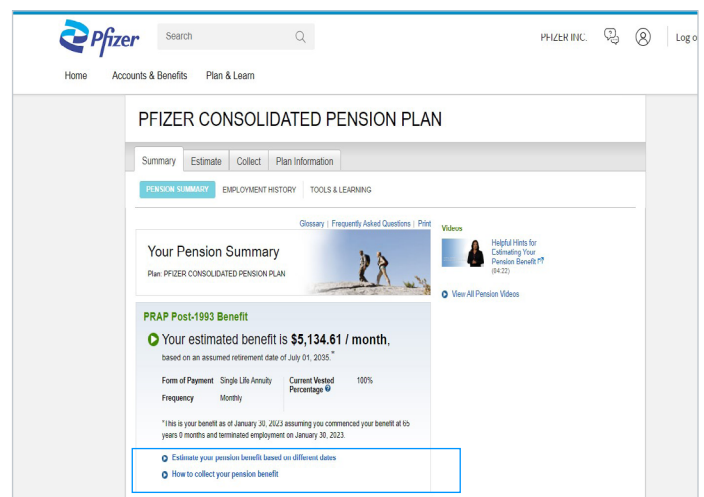 Pfizer
Search
PFIZER INC.
Log o
Home Accounts & Benefits Plan & Learn
PFIZER CONSOLIDATED PENSION PLAN
Summary Estimate Collect Plan Information
PENSION SUMMARY EMPLOYMENT HISTORY TOOLS & LEARNING
Glossary | Frequently Asked Questions | Print
Your Pension Summary
Plan: PFIZER CONSOLIDATED PENSION PLAN
Videos
Helpful Hints for
Estimating Your
Pension Benefit
(04:22)
View All Pension Videos
PRAP Post-1993 Benefit
Your estimated benefit is $5,134.61 / month,
based on an assumed retirement date of July 01, 2035.*
Form of Payment Single Life Annuity
Frequency Monthly
Current Vested 100%
Percentage
*This is your benefit as of January 30, 2023 assuming you commenced your benefit at 65
years 0 months and terminated employment on January 30, 2023.
Estimate your pension benefit based on different dates
How to collect your pension benefit